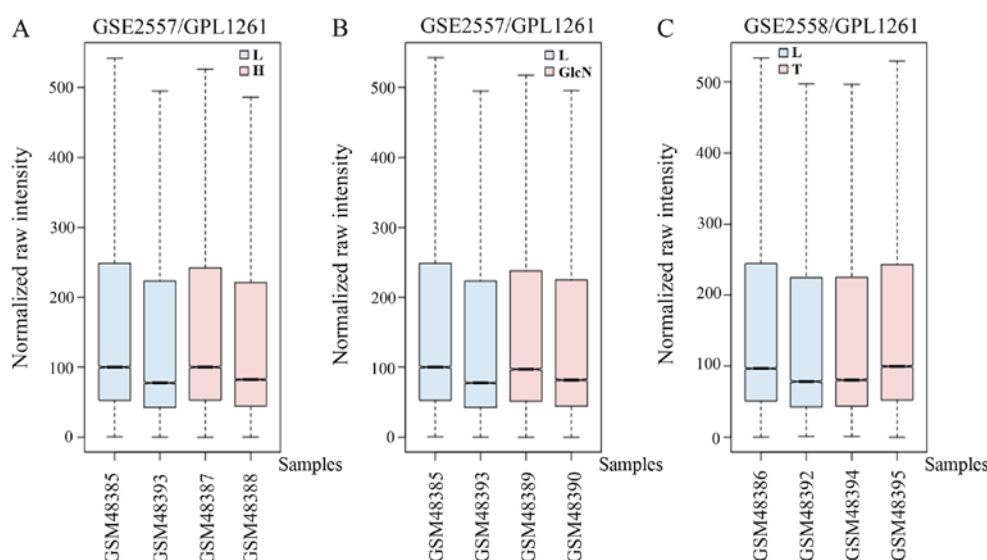 A
GSE2557/GPL1261
L
H
Normalized raw intensity
500
400
300
200
100
0
Samples
GSM48385
GSM48393
GSM48387
GSM48388
B
GSE2557/GPL1261
L
GlcN
Normalized raw intensity
500
400
300
200
100
0
Samples
GSM48385
GSM48393
GSM48389
GSM48390
C
GSE2558/GPL1261
L
T
Normalized raw intensity
500
400
300
200
100
0
Samples
GSM48386
GSM48392
GSM48394
GSM48395